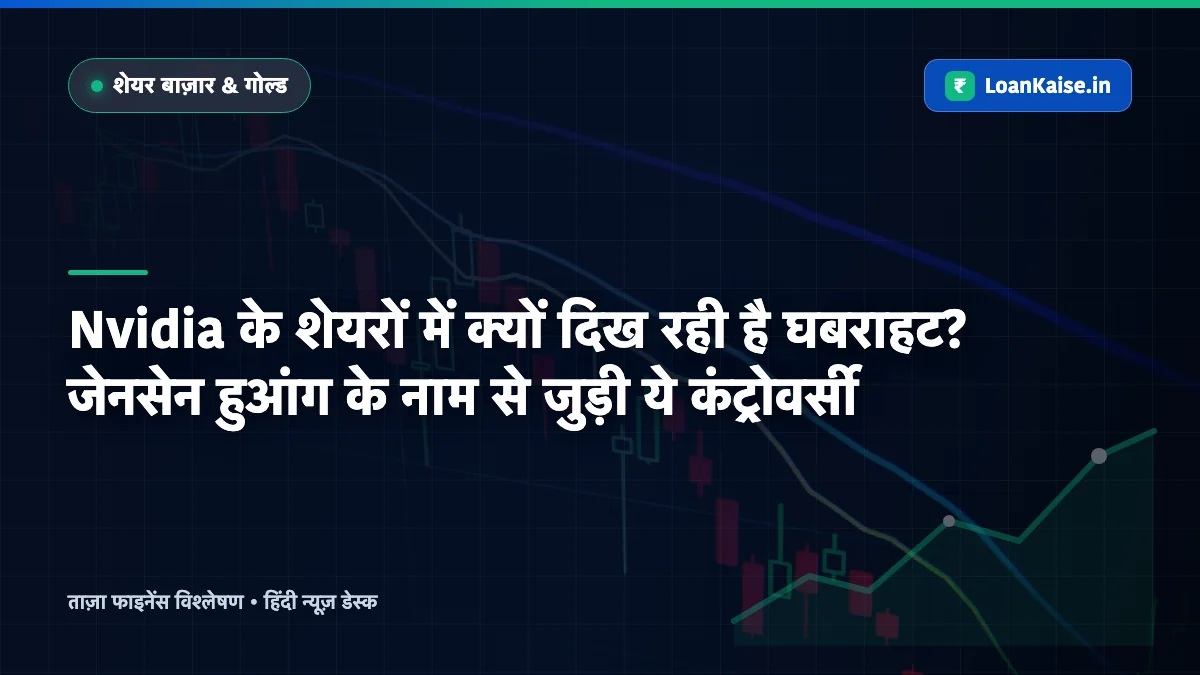 शेयर बाज़ार & गोल्ड
₹ LoanKaise.in
Nvidia के शेयरों में क्यों दिख रही है घबराहट?
जेनसेन हुआंग के नाम से जुड़ी ये कंट्रोवर्सी
ताज़ा फाइनेंस विश्लेषण • हिंदी न्यूज़ डेस्क